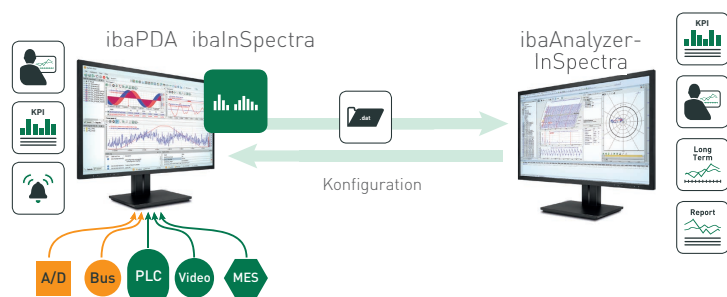 ibaPDA ibaInSpectra
ibaAnalyzer-
InSpectra
KPI
.dat
Konfiguration
KPI
Long
Term
Report
A/D
Bus
PLC
Video
MES